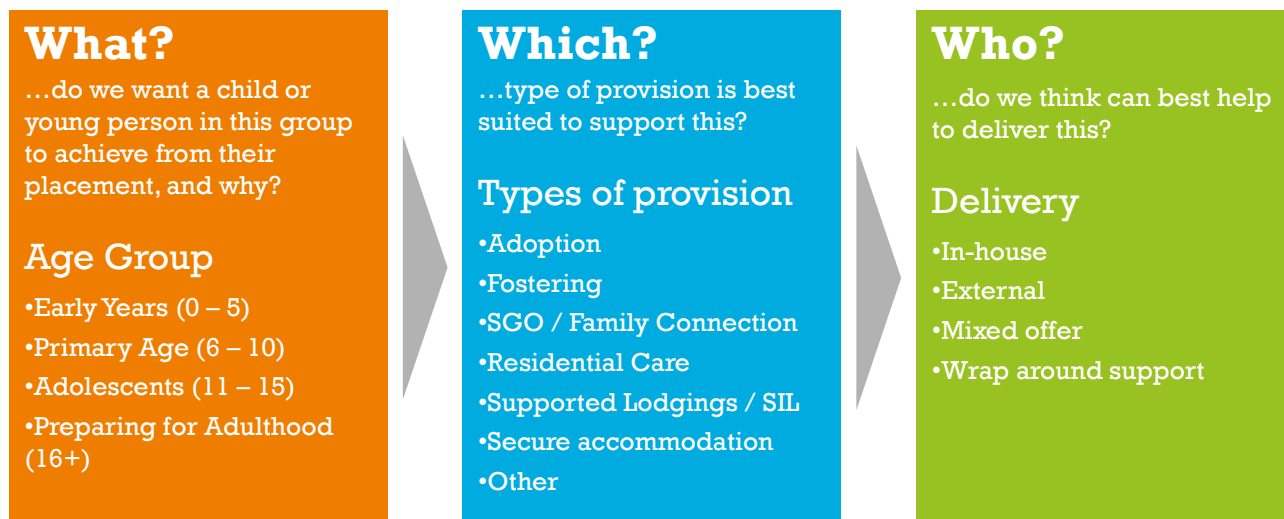 What?
…do we want a child or
young person in this group
to achieve from their
placement, and why?
Age Group
•Early Years (0 – 5)
•Primary Age (6 – 10)
•Adolescents (11 – 15)
•Preparing for Adulthood
(16+)
Which?
…type of provision is best
suited to support this?
Types of provision
•Adoption
•Fostering
•SGO / Family Connection
•Residential Care
•Supported Lodgings / SIL
•Secure accommodation
•Other
Who?
…do we think can best help
to deliver this?
Delivery
•In-house
•External
•Mixed offer
•Wrap around support